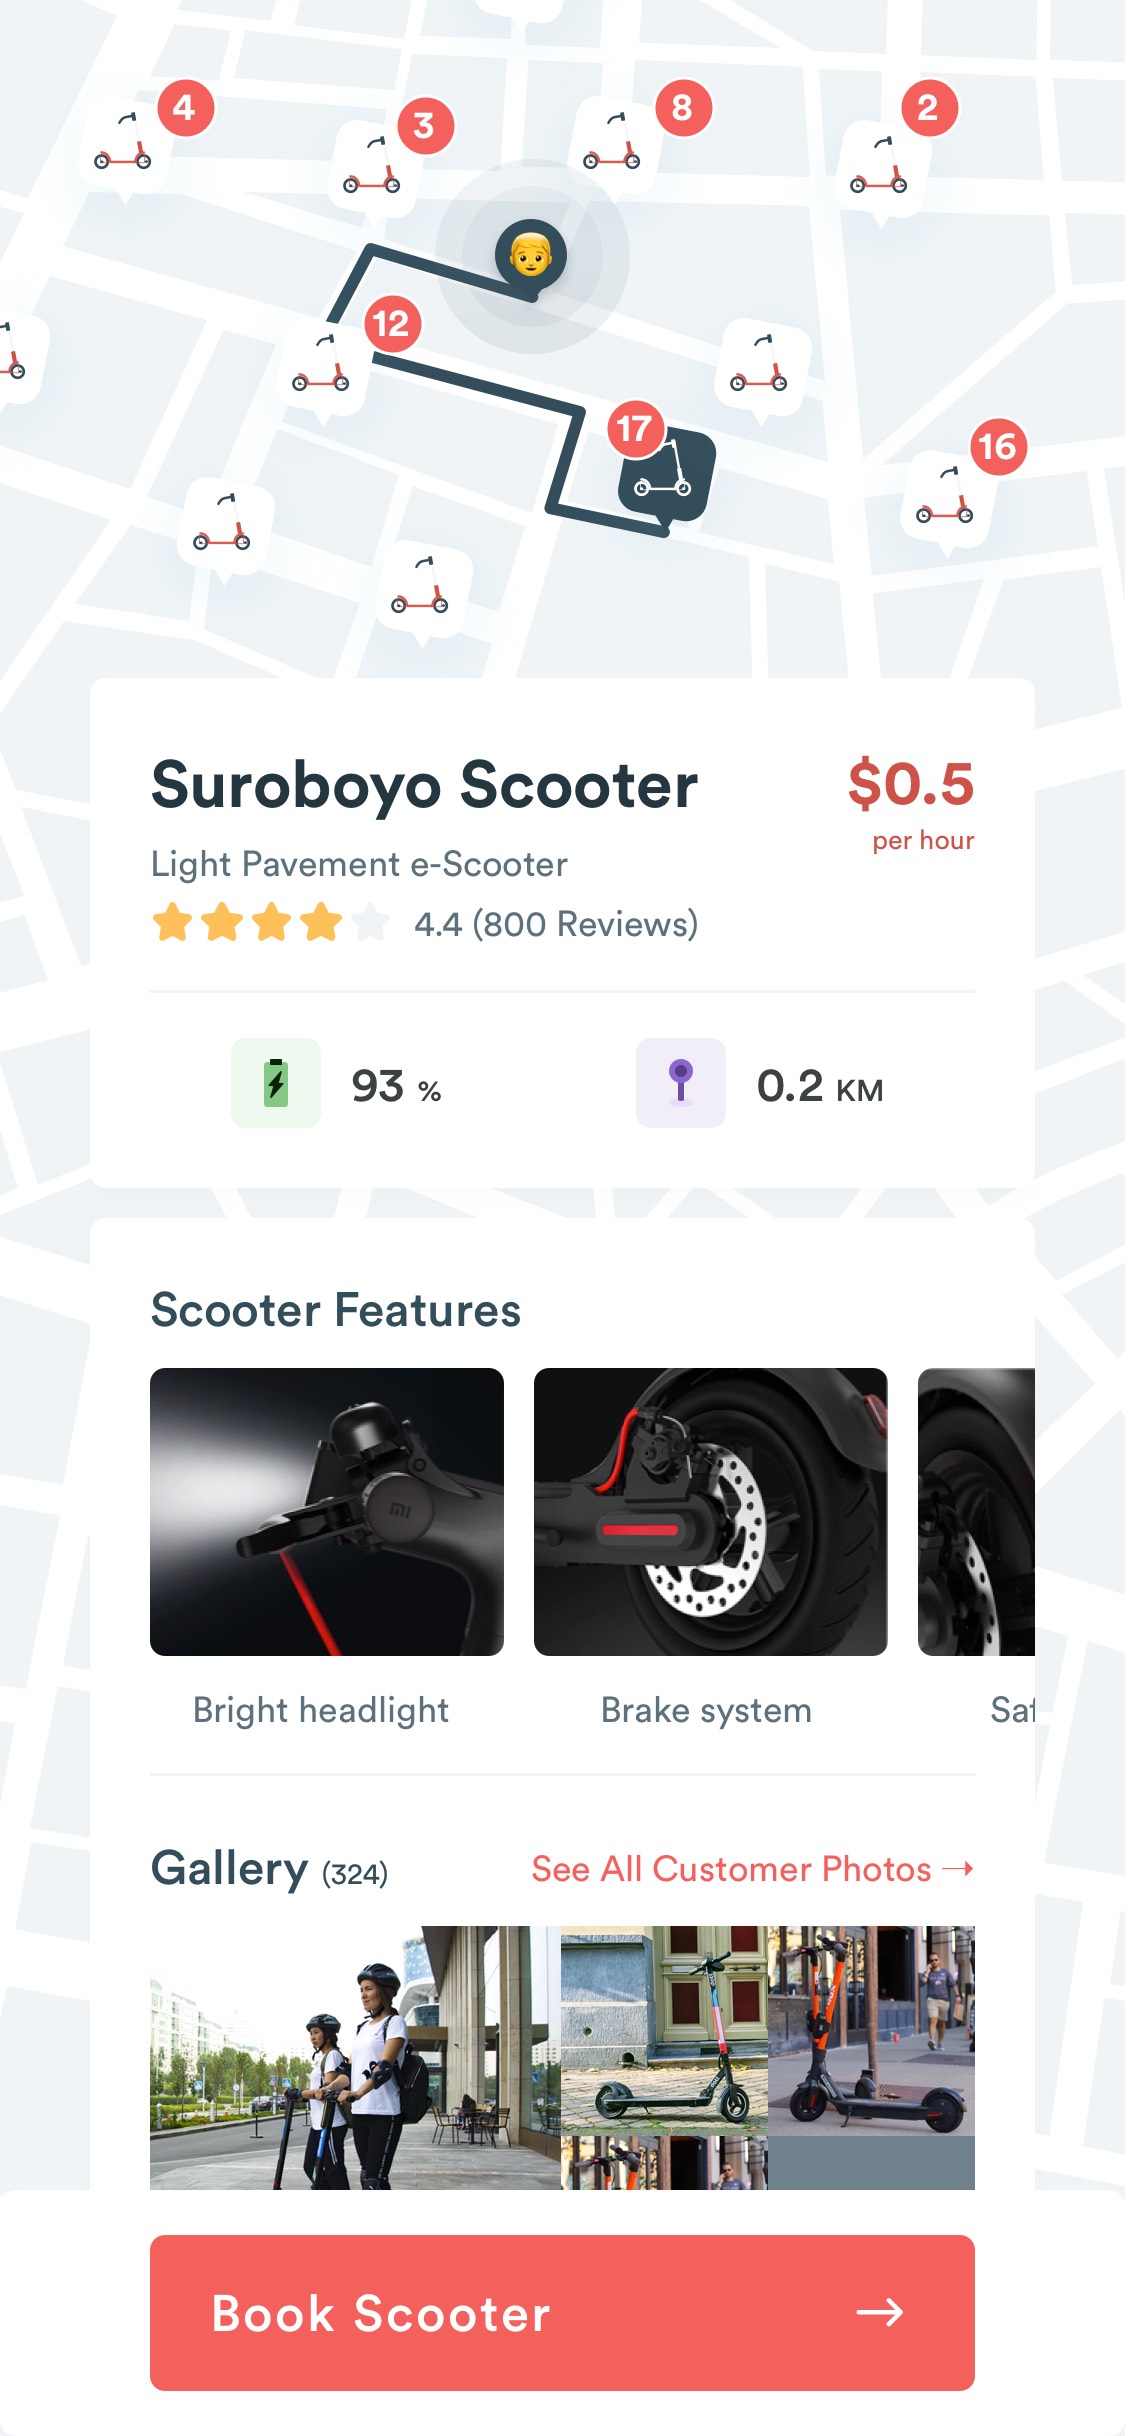 4
3
8
2
12
17
16
Suroboyo Scooter
$0.5
per hour
Light Pavement e-Scooter
4.4 (800 Reviews)
93 %
0.2 KM
Scooter Features
mi
Bright headlight
Brake system
Saf
Gallery (324)
See All Customer Photos →
Book Scooter →